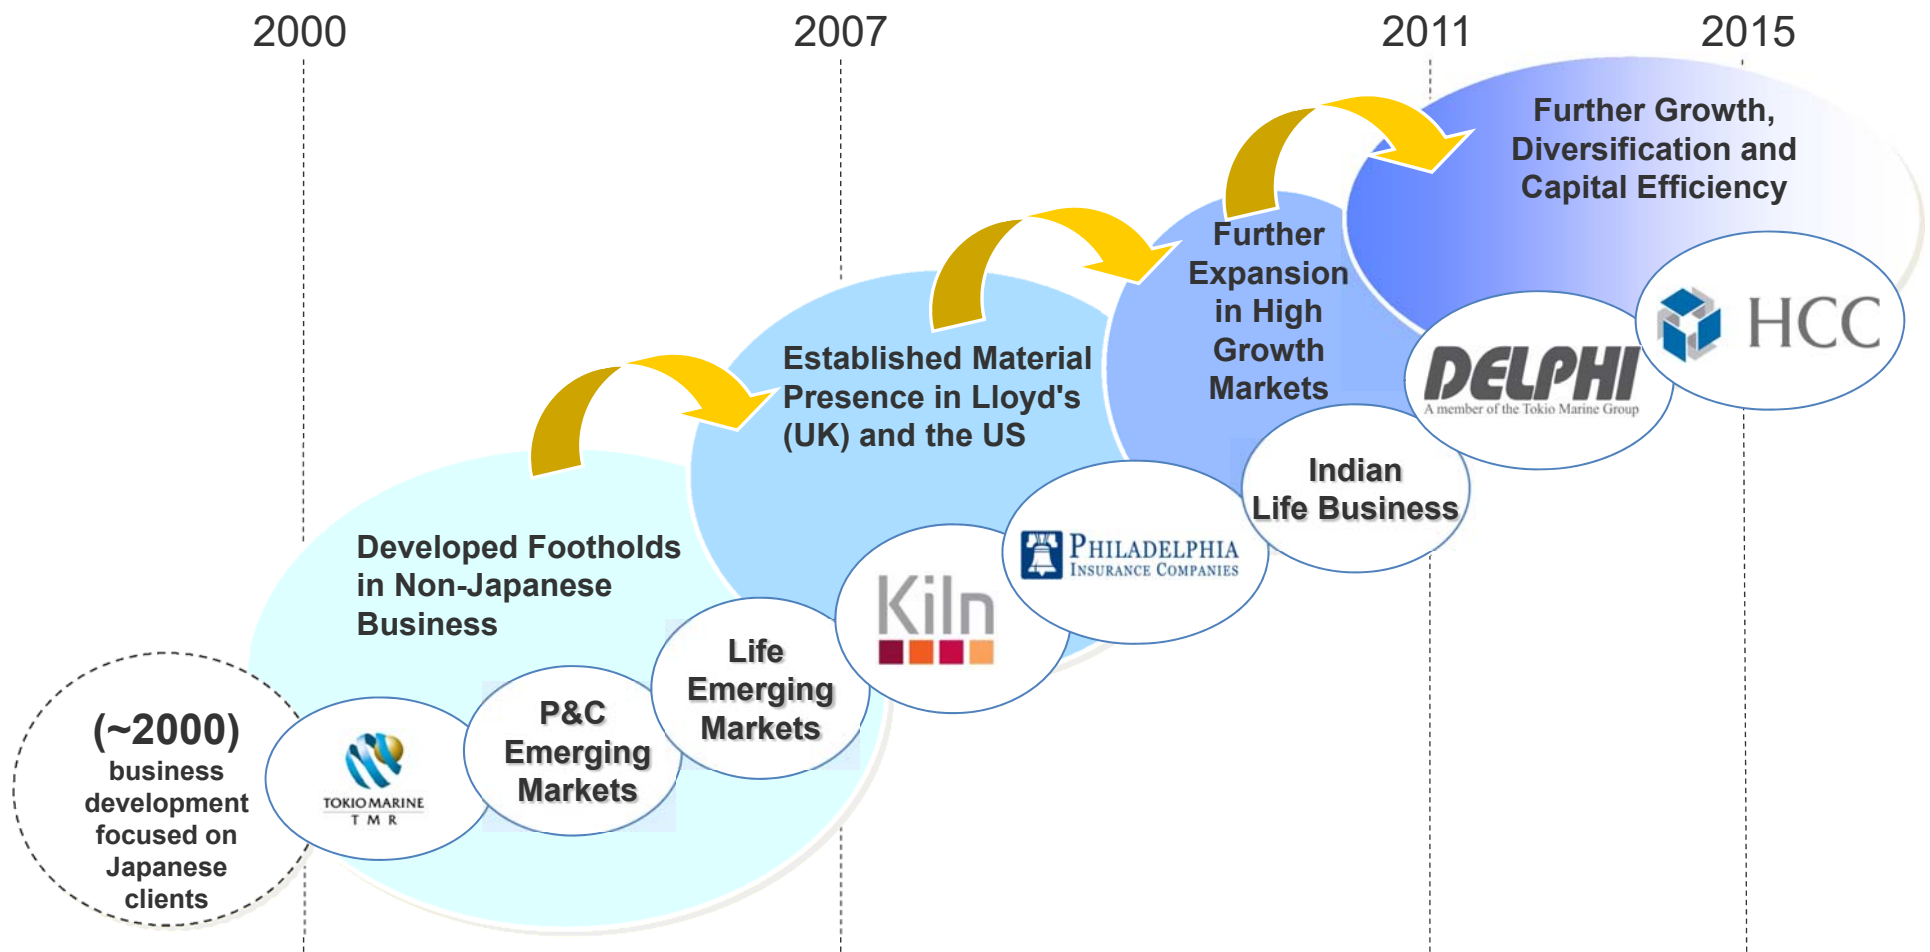 2000
2007
2011
2015
Further Growth,
Diversification and
Capital Efficiency
Further
Expansion
in High
Growth
Markets
HCC
DELPHI
A member of the Tokio Marine Group
Established Material
Presence in Lloyd's
(UK) and the US
Indian
Life Business
PHILADELPHIA
INSURANCE COMPANIES
Developed Footholds
in Non-Japanese
Business
Kiln
Life
Emerging
Markets
P&C
Emerging
Markets
TOKIO MARINE
T M R
(~2000)
business
development
focused on
Japanese
clients